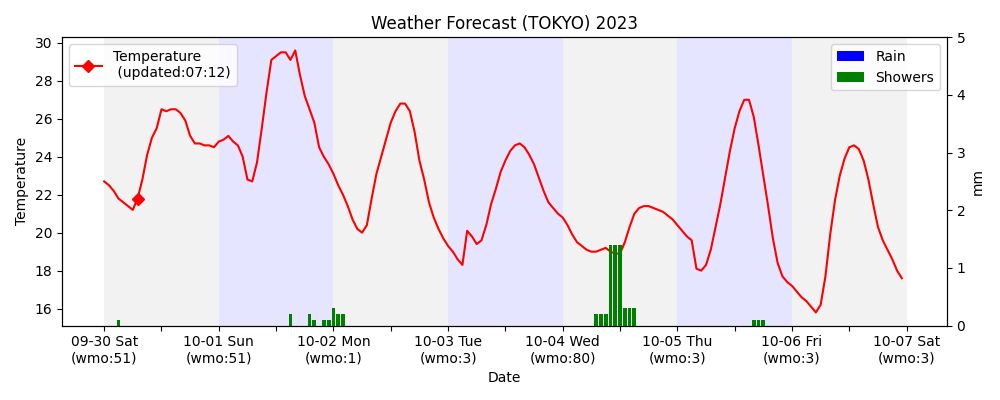 Weather Forecast (TOKYO) 2023
Temperature
(updated:07:12)
Rain
Showers
30
28
26
24
22
20
18
16
Temperature
5
4
3
2
1
0
mm
09-30 Sat 10-01 Sun 10-02 Mon 10-03 Tue 10-04 Wed 10-05 Thu 10-06 Fri 10-07 Sat
(wmo:51) (wmo:51) (wmo:1) (wmo:3) (wmo:80) (wmo:3) (wmo:3) (wmo:3)
Date